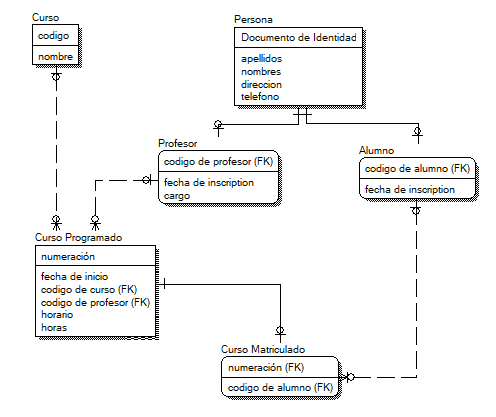 Curso
codigo
nombre
Persona
Documento de Identidad
apellidos
nombres
direccion
telefono
Profesor
codigo de profesor (FK)
fecha de inscription
cargo
Alumno
codigo de alumno (FK)
fecha de inscription
Curso Programado
numeración
fecha de inicio
codigo de curso (FK)
codigo de profesor (FK)
horario
horas
Curso Matriculado
numeración (FK)
codigo de alumno (FK)